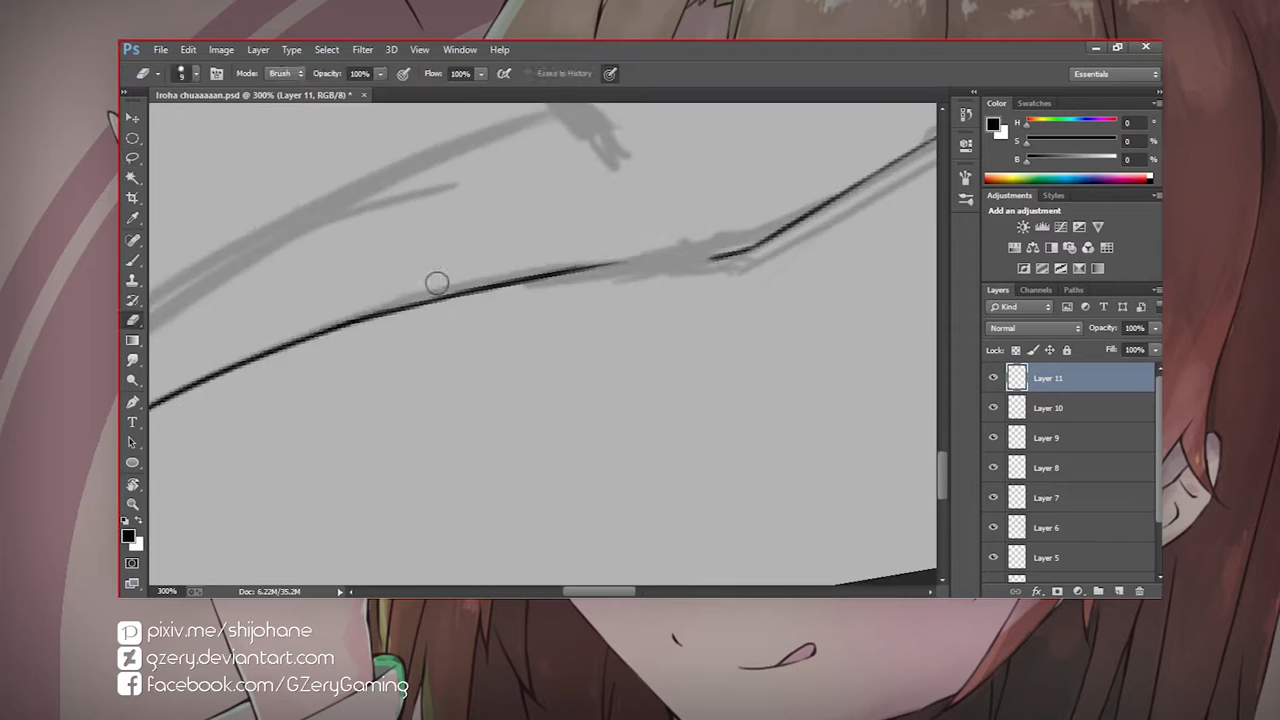 Ps File Edit Image Layer Type Select Filter 3D View Window Help
9 Mode: Brush Opacity: 100% Flow: 100% Erase to History Essentials
Iroha chuaaaaan.psd @ 300% (Layer 11, RGB/8) * ×
Color Swatches
H 0 °
S 0 %
B 0 %
Adjustments Styles
Add an adjustment
Layers Channels Paths
Kind
Normal Opacity: 100%
Lock: Fill: 100%
Layer 11
Layer 10
Layer 9
Layer 8
Layer 7
Layer 6
Layer 5
fx
300% Doc: 6.22M/35.2M
pixiv.me/shijphane
gzery.deviantart.com
facebook.com/GZeryGaming